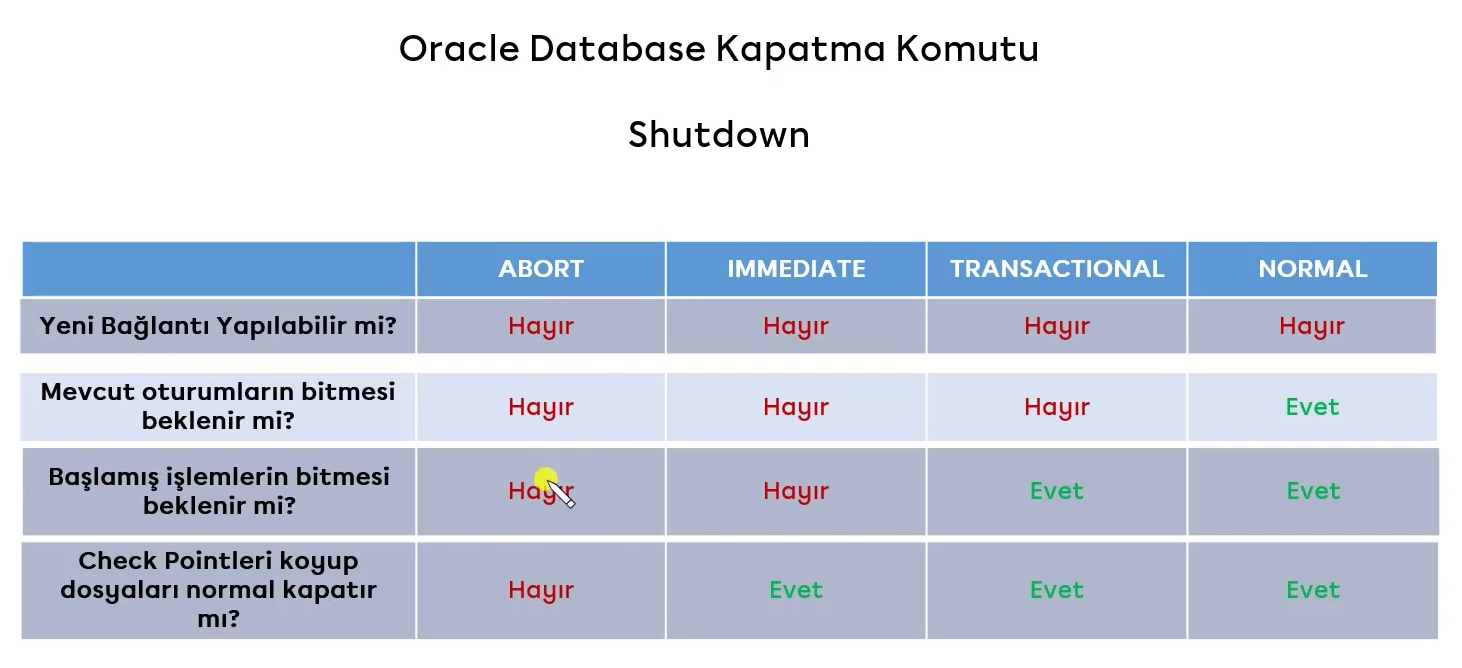 Oracle Database Kapatma Komutu
Shutdown
ABORT IMMEDIATE TRANSACTIONAL NORMAL
Yeni Bağlantı Yapılabilir mi? Hayır Hayır Hayır Hayır
Mevcut oturumların bitmesi
beklenir mi? Hayır Hayır Hayır Evet
Başlamış işlemlerin bitmesi
beklenir mi? Hayır Hayır Evet Evet
Check Pointleri koyup
dosyaları normal kapatır
mı? Hayır Evet Evet Evet